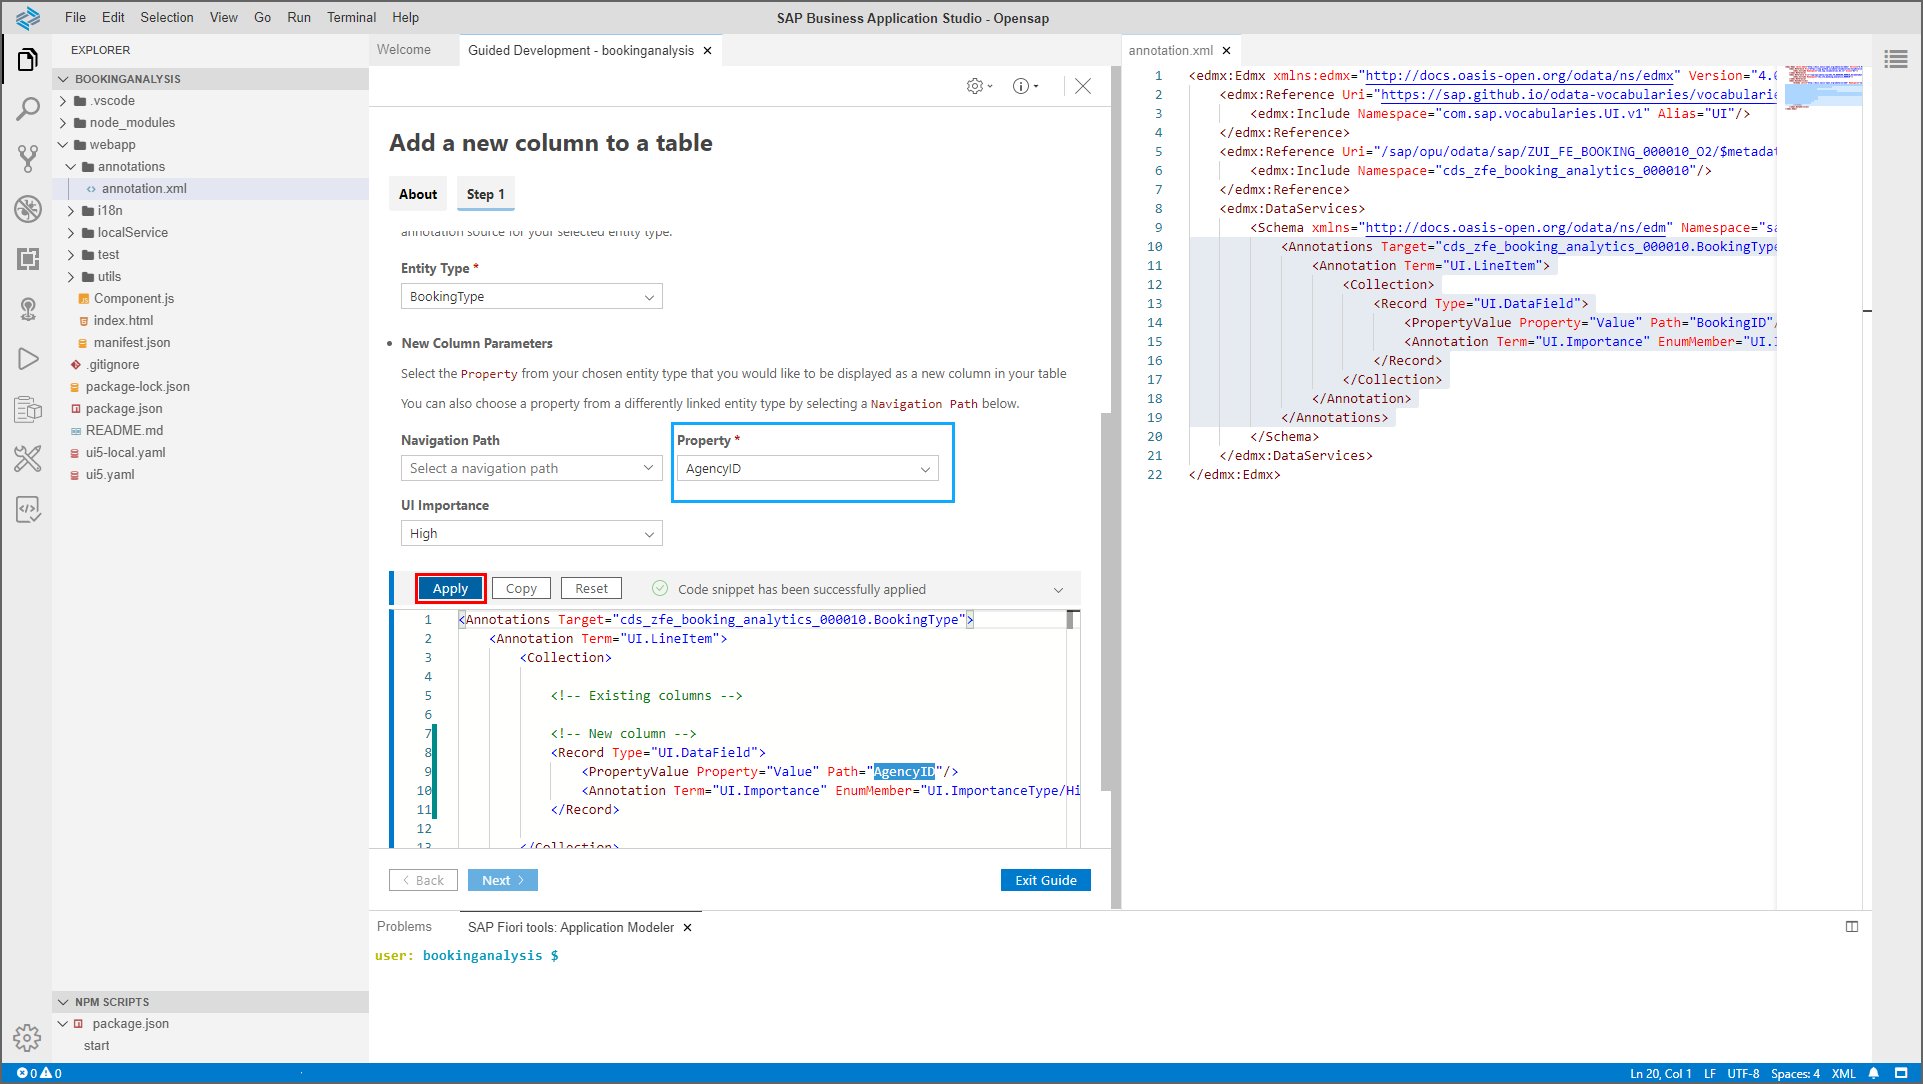 File Edit Selection View Go Run Terminal Help
SAP Business Application Studio - Opensap
EXPLORER
BOOKINGANALYSIS
.vscode
node_modules
webapp
annotations
annotation.xml
i18n
localService
test
utils
Component.js
index.html
manifest.json
.gitignore
package-lock.json
package.json
README.md
ui5-local.yaml
ui5.yaml
NPM SCRIPTS
package.json
start
Welcome
Guided Development - bookinganalysis
Add a new column to a table
About
Step 1
annotation source for your selected entity type.
Entity Type *
BookingType
New Column Parameters
Select the Property from your chosen entity type that you would like to be displayed as a new column in your table
You can also choose a property from a differently linked entity type by selecting a Navigation Path below.
Navigation Path
Select a navigation path
Property *
AgencyID
UI Importance
High
Apply
Copy
Reset
Code snippet has been successfully applied
1 <Annotations Target="cds_zfe_booking_analytics_000010.BookingType">
2 <Annotation Term="UI.LineItem">
3 <Collection>
4
5 <!-- Existing columns -->
6
7 <!-- New column -->
8 <Record Type="UI.DataField">
9 <PropertyValue Property="Value" Path="AgencyID"/>
10 <Annotation Term="UI.Importance" EnumMember="UI.ImportanceType/Hi
11 </Record>
12
13 </Collection>
Back
Next
Exit Guide
annotation.xml
1 <edmx:Edmx xmlns:edmx="http://docs.oasis-open.org/odata/ns/edmx" Version="4.0
2 <edmx:Reference Uri="https://sap.github.io/odata-vocabularies/vocabularie
3 <edmx:Include Namespace="com.sap.vocabularies.UI.v1" Alias="UI"/>
4 </edmx:Reference>
5 <edmx:Reference Uri="/sap/opu/odata/sap/ZUI_FE_BOOKING_000010_O2/$metadat
6 <edmx:Include Namespace="cds_zfe_booking_analytics_000010"/>
7 </edmx:Reference>
8 <edmx:DataServices>
9 <Schema xmlns="http://docs.oasis-open.org/odata/ns/edm" Namespace="sa
10 <Annotations Target="cds_zfe_booking_analytics_000010.BookingType
11 <Annotation Term="UI.LineItem">
12 <Collection>
13 <Record Type="UI.DataField">
14 <PropertyValue Property="Value" Path="BookingID"/
15 <Annotation Term="UI.Importance" EnumMember="UI.I
16 </Record>
17 </Collection>
18 </Annotation>
19 </Annotations>
20 </Schema>
21 </edmx:DataServices>
22 </edmx:Edmx>
Problems
SAP Fiori tools: Application Modeler
user: bookinganalysis $
0 0
Ln 20, Col 1 LF UTF-8 Spaces: 4 XML